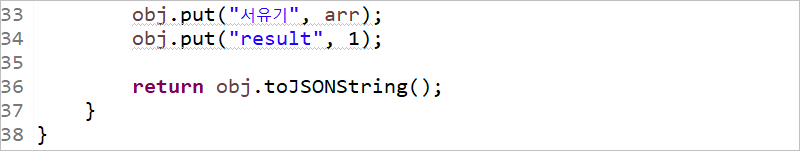 33 obj.put("서유기", arr);
34 obj.put("result", 1);
35
36 return obj.toJSONString();
37 }
38 }